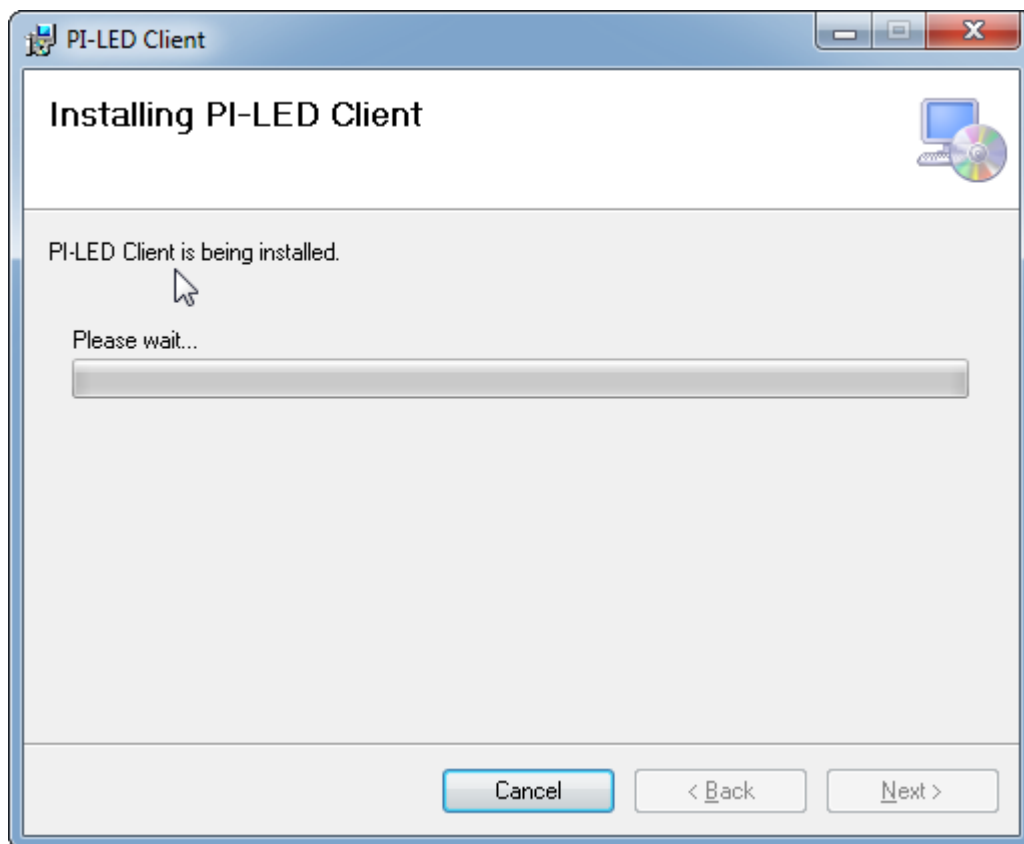 PI-LED Client
Installing PI-LED Client
PI-LED Client is being installed.
Please wait...
Cancel
< Back
Next >